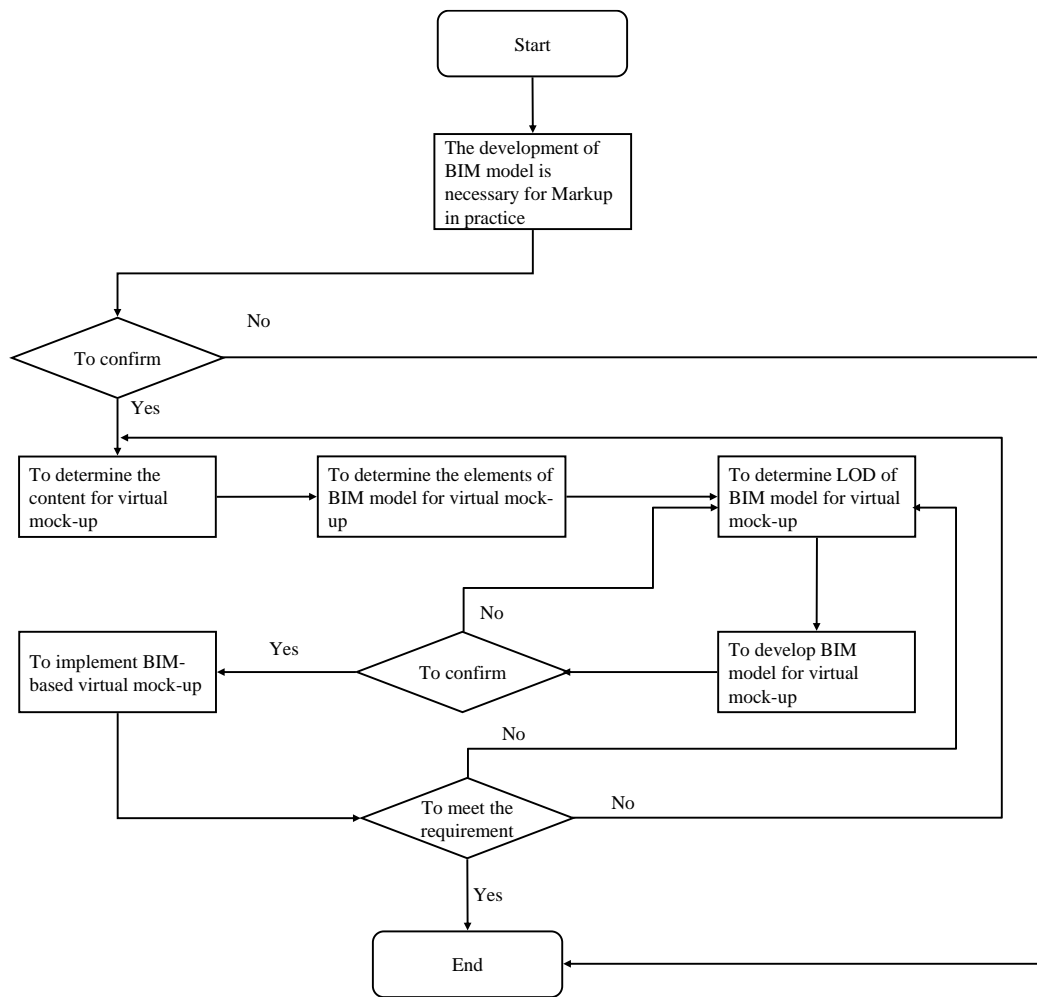 Start
The development of
BIM model is
necessary for Markup
in practice
No
To confirm
Yes
To determine the
content for virtual
mock-up
To determine the elements of
BIM model for virtual mock-
up
To determine LOD of
BIM model for virtual
mock-up
No
Yes
To implement BIM-
based virtual mock-up
To confirm
To develop BIM
model for virtual
mock-up
No
To meet the
requirement
No
Yes
End